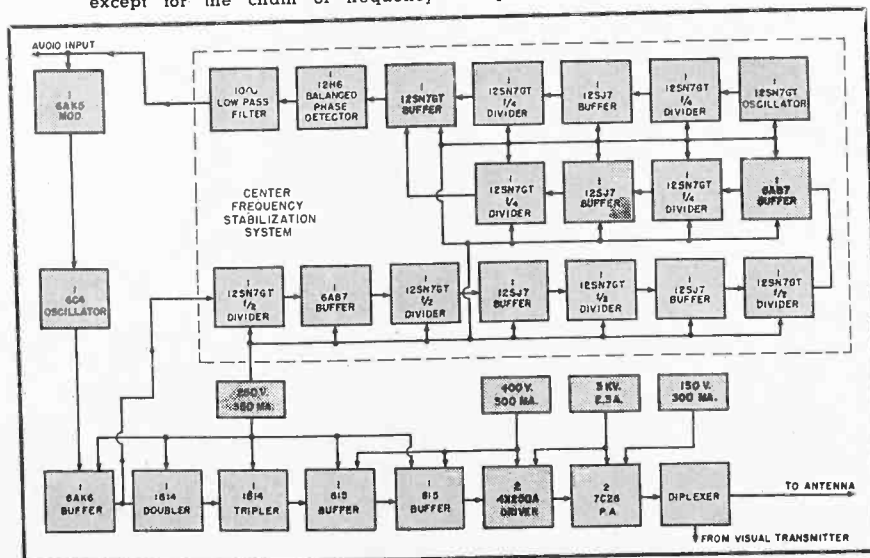 except for the chain of frequency
AUDIO INPUT
1
6AK5
MOD.
10~
LOW PASS
FILTER
1
12H6
BALANCED
PHASE
DETECTOR
1
12SN7GT
BUFFER
1
12SN7GT
1/4
DIVIDER
1
12SJ7
BUFFER
1
12SN7GT
1/4
DIVIDER
1
12SN7GT
OSCILLATOR
CENTER
FREQUENCY
STABILIZATION
SYSTEM
1
12SN7GT
1/4
DIVIDER
1
12SJ7
BUFFER
1
12SN7GT
1/4
DIVIDER
1
6AB7
BUFFER
1
6C4
OSCILLATOR
1
12SN7GT
1/2
DIVIDER
1
6AB7
BUFFER
1
12SN7GT
1/2
DIVIDER
1
12SJ7
BUFFER
1
12SN7GT
1/2
DIVIDER
1
12SJ7
BUFFER
1
12SN7GT
DIVIDER
250 V.
MA.
400 V.
300 MA.
3 KV.
2.3 A.
150 V.
300 MA.
1
6AK6
BUFFER
1
1614
DOUBLER
1
1614
TRIPLER
1
815
BUFFER
1
815
BUFFER
2
4X250A
DRIVER
2
7C26
P.A.
DIPLEXER
TO ANTENNA
FROM VISUAL TRANSMITTER